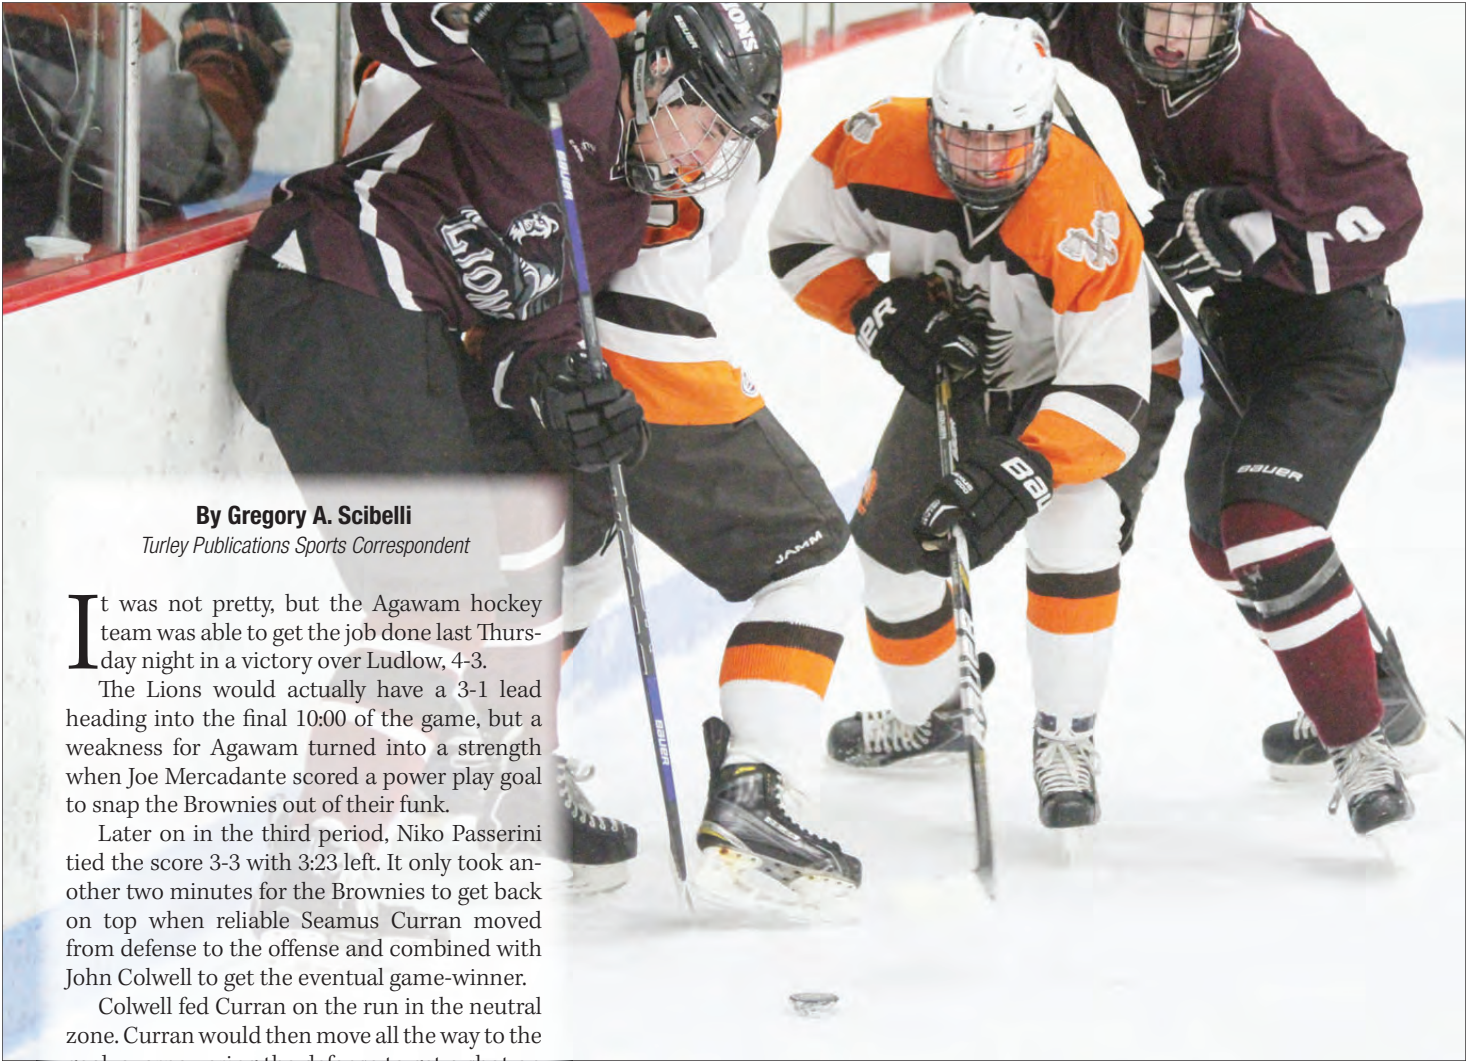 LIONS
BAUER
BAUER
LIONS
BAUER
BAUER
JAMM
BAUER
By Gregory A. Scibelli
Turley Publications Sports Correspondent
It was not pretty, but the Agawam hockey
team was able to get the job done last Thurs-
day night in a victory over Ludlow, 4-3.
The Lions would actually have a 3-1 lead
heading into the final 10:00 of the game, but a
weakness for Agawam turned into a strength
when Joe Mercadante scored a power play goal
to snap the Brownies out of their funk.
Later on in the third period, Niko Passerini
tied the score 3-3 with 3:23 left. It only took an-
other two minutes for the Brownies to get back
on top when reliable Seamus Curran moved
from defense to the offense and combined with
John Colwell to get the eventual game-winner.
Colwell fed Curran on the run in the neutral
zone. Curran would then move all the way to the